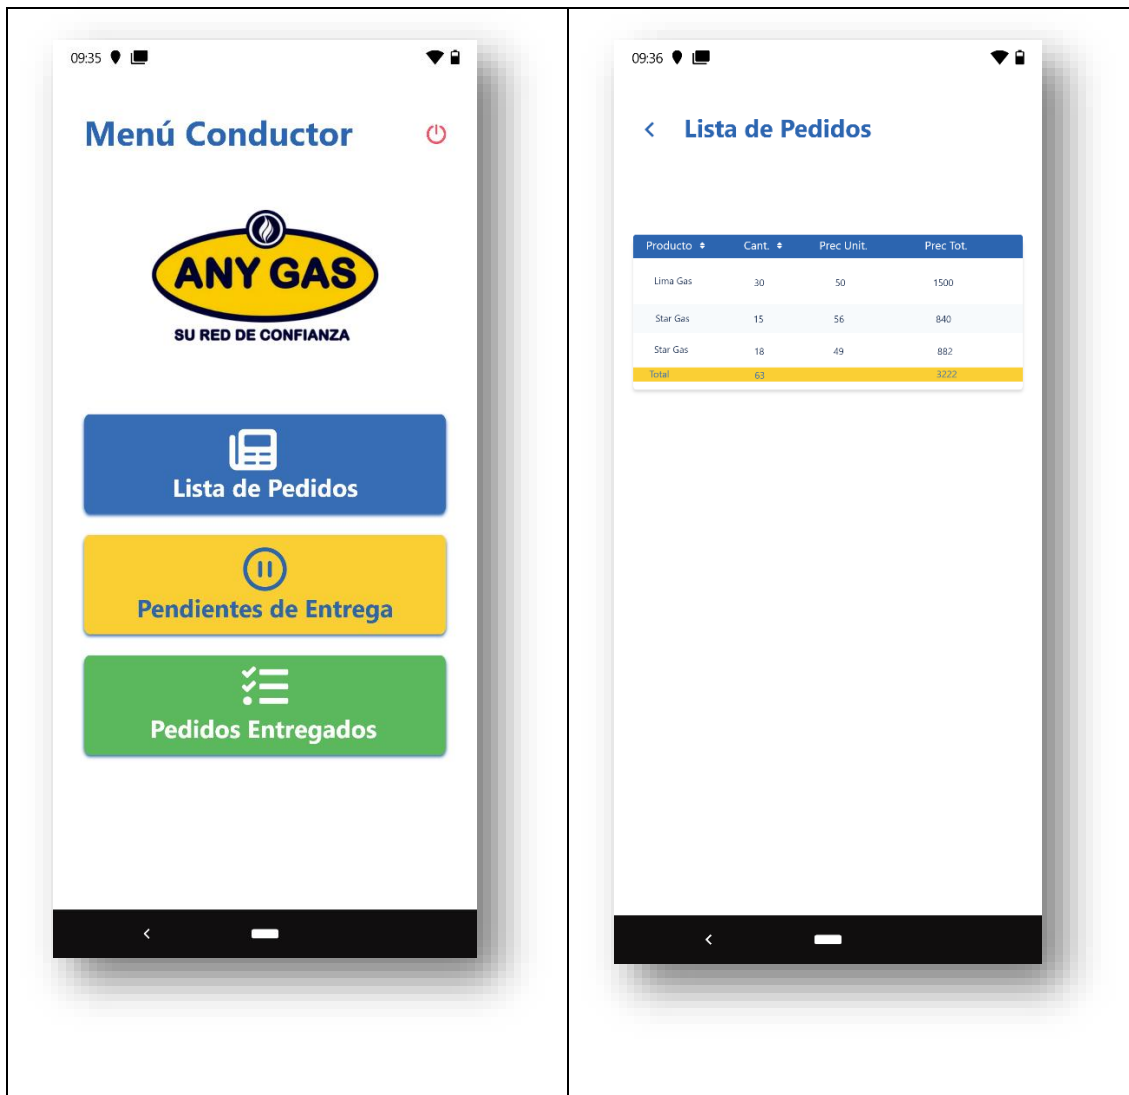 09:35
Menú Conductor
ANY GAS
SU RED DE CONFIANZA
Lista de Pedidos
Pendientes de Entrega
Pedidos Entregados
09:36
Lista de Pedidos
Producto Cant. Prec Unit. Prec Tot.
Lima Gas 30 50 1500
Star Gas 15 56 840
Star Gas 18 49 882
Total 63 3222